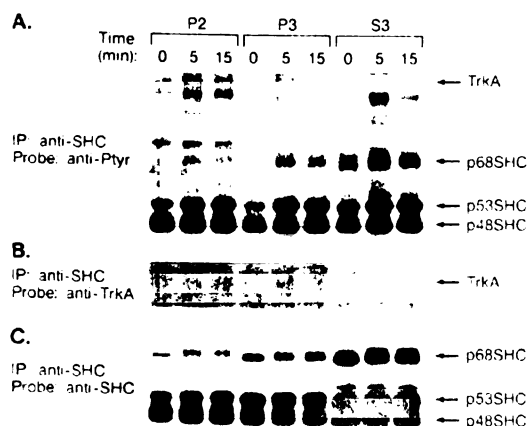 A.
P2 P3 S3
Time
(min): 0 5 15 0 5 15 0 5 15
TrkA
IP: anti-SHC
Probe: anti-Ptyr
p68SHC
p53SHC
p48SHC
B.
IP: anti-SHC
Probe: anti-TrkA
TrkA
C.
p68SHC
IP: anti-SHC
Probe: anti-SHC
p53SHC
p48SHC